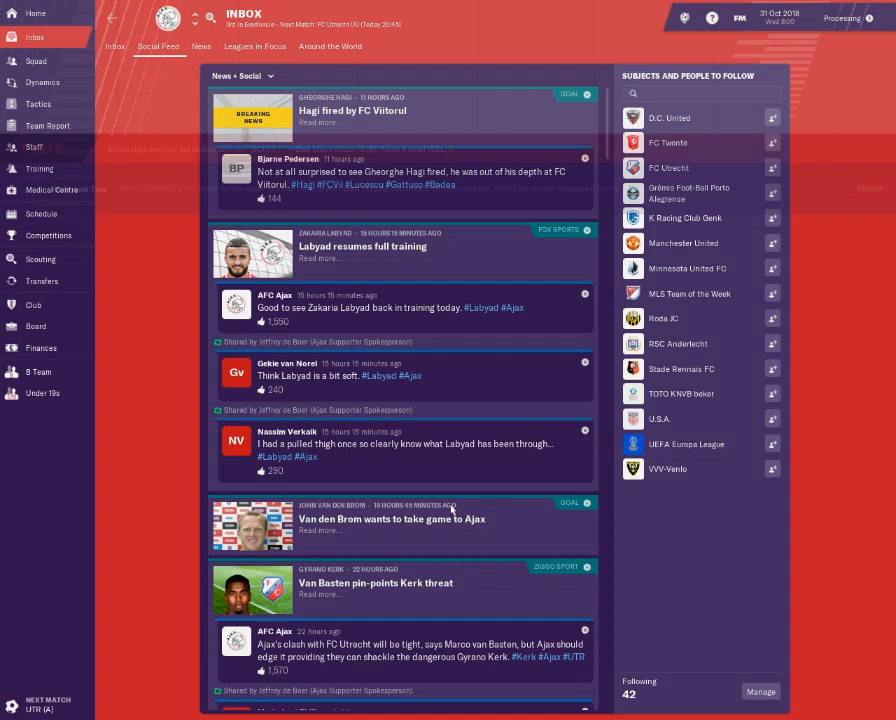 Home
Inbox
Squad
Dynamics
Tactics
Team Report
Staff
Training
Medical Centre
Schedule
Competitions
Scouting
Transfers
Club
Board
Finances
B Team
Under 19s
NEXT MATCH
UTR (A)
INBOX
3rd in Eredivisie - Next Match: FC Utrecht (A) (Today 20:45)
Inbox Social Feed News Leagues in Focus Around the World
FM
31 Oct 2018
Wed 8:00
Processing
News + Social
GHEORGHE HAGI - 11 HOURS AGO
GOAL
BREAKING
NEWS
Hagi fired by FC Viitorul
Read more...
BP
Bjarne Pedersen 11 hours ago
Not at all surprised to see Gheorghe Hagi fired, he was out of his depth at FC
Viitorul. #Hagi #FCVii #Lucescu #Gattuso #Badea
144
ZAKARIA LABYAD - 15 HOURS 15 MINUTES AGO
FOX SPORTS
Labyad resumes full training
Read more...
AFC Ajax 15 hours 15 minutes ago
Good to see Zakaria Labyad back in training today. #Labyad #Ajax
1,550
Shared by Jeffrey de Boer (Ajax Supporter Spokesperson)
Gv
Gekie van Norel 15 hours 15 minutes ago
Think Labyad is a bit soft. #Labyad #Ajax
240
Shared by Jeffrey de Boer (Ajax Supporter Spokesperson)
NV
Nassim Verkaik 15 hours 15 minutes ago
I had a pulled thigh once so clearly know what Labyad has been through...
#Labyad #Ajax
290
JOHN VAN DEN BROM - 19 HOURS 45 MINUTES AGO
GOAL
Van den Brom wants to take game to Ajax
Read more...
GYRANO KERK - 22 HOURS AGO
ZIGGO SPORT
Van Basten pin-points Kerk threat
Read more...
AFC Ajax 22 hours ago
Ajax's clash with FC Utrecht will be tight, says Marco van Basten, but Ajax should
edge it providing they can shackle the dangerous Gyrano Kerk. #Kerk #Ajax #UTR
1,570
Shared by Jeffrey de Boer (Ajax Supporter Spokesperson)
SUBJECTS AND PEOPLE TO FOLLOW
D.C. United
FC Twente
FC Utrecht
Grêmio Foot-Ball Porto
Alegrense
K Racing Club Genk
Manchester United
Minnesota United FC
MLS Team of the Week
Roda JC
RSC Anderlecht
Stade Rennais FC
TOTO KNVB beker
U.S.A.
UEFA Europa League
VVV-Venlo
Following
42
Manage